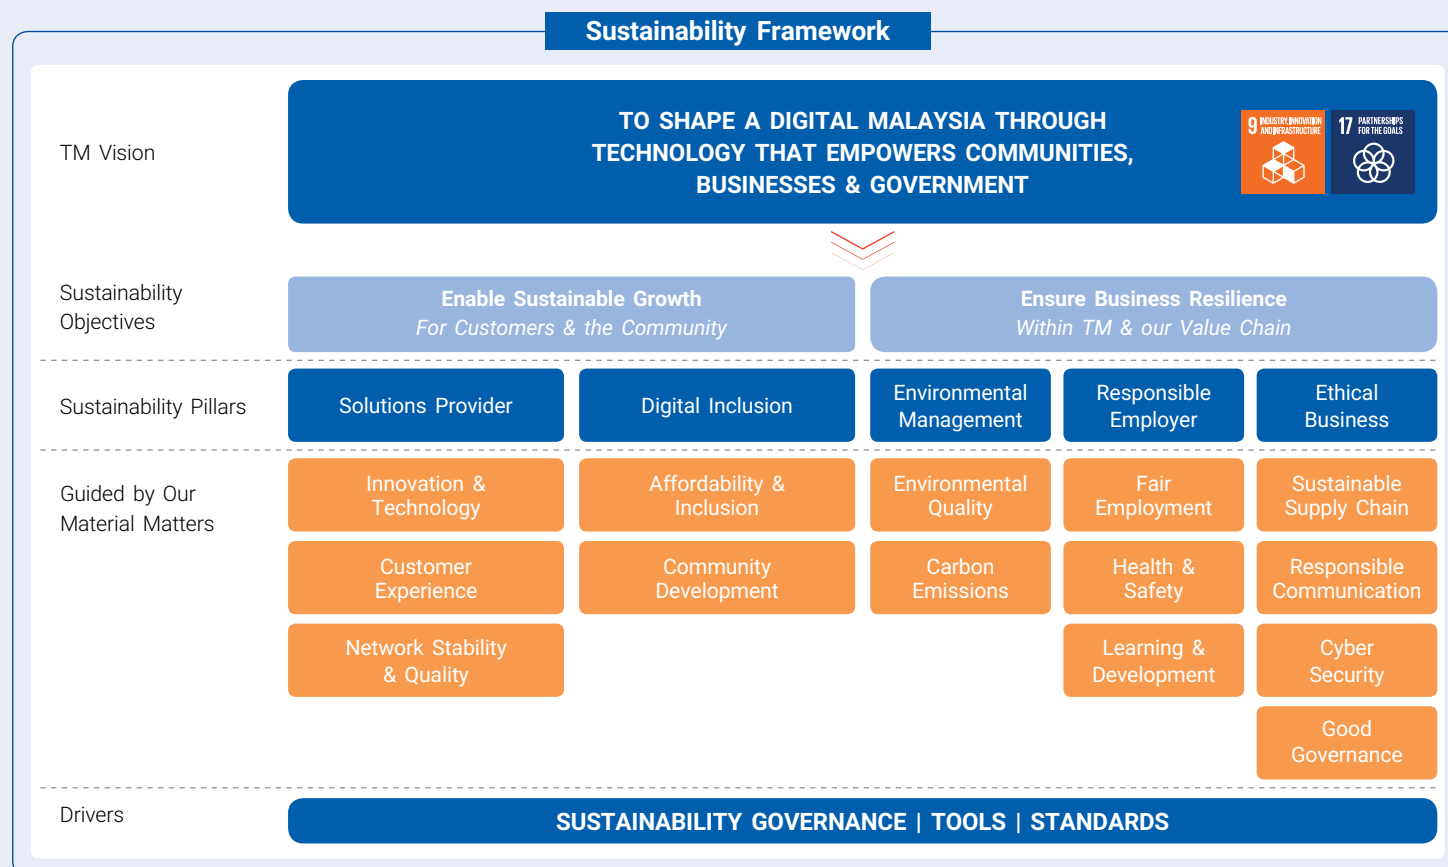 Sustainability Framework
TM Vision
TO SHAPE A DIGITAL MALAYSIA THROUGH
TECHNOLOGY THAT EMPOWERS COMMUNITIES,
BUSINESSES & GOVERNMENT
9 INDUSTRY, INNOVATION
AND INFRASTRUCTURE
17 PARTNERSHIPS
FOR THE GOALS
Sustainability
Objectives
Enable Sustainable Growth
For Customers & the Community
Ensure Business Resilience
Within TM & our Value Chain
Sustainability Pillars
Solutions Provider
Digital Inclusion
Environmental
Management
Responsible
Employer
Ethical
Business
Guided by Our
Material Matters
Innovation &
Technology
Affordability &
Inclusion
Environmental
Quality
Fair
Employment
Sustainable
Supply Chain
Customer
Experience
Community
Development
Carbon
Emissions
Health &
Safety
Responsible
Communication
Network Stability
& Quality
Learning &
Development
Cyber
Security
Good
Governance
Drivers
SUSTAINABILITY GOVERNANCE | TOOLS | STANDARDS